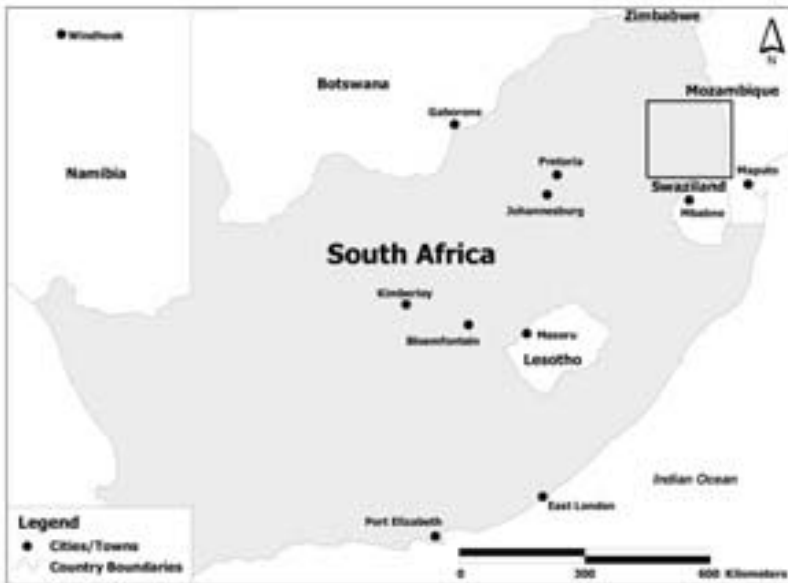 Zimbabwe
Windhoek
N
Botswana
Mozambique
Gaborone
Pretoria
Maputo
Namibia
Swaziland
Johannesburg
Mbabne
South Africa
Kimberley
Maseru
Bloemfontein
Lesotho
Indian Ocean
East London
Port Elizabeth
Legend
Cities/Towns
Country Boundaries
0 300 600 Kilometers